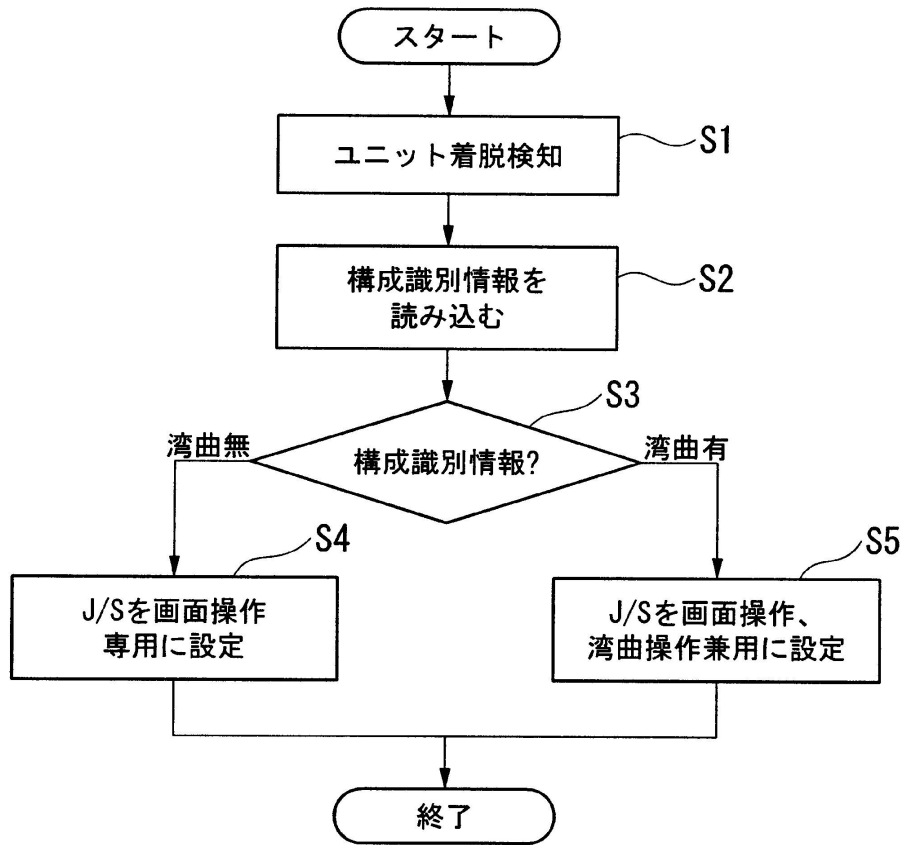 スタート
ユニット着脱検知
S1
構成識別情報を
読み込む
S2
構成識別情報?
S3
湾曲無
湾曲有
J/Sを画面操作
専用に設定
S4
J/Sを画面操作、
湾曲操作兼用に設定
S5
終了